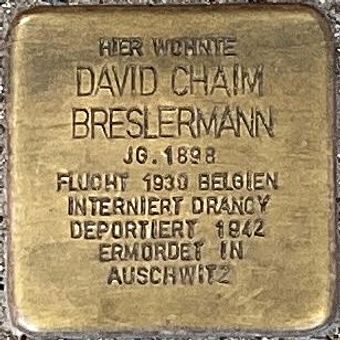 HIER WOHNTE
DAVID CHAIM
BRESLERMANN
JG. 1898
FLUCHT 1930 BELGIEN
INTERNIERT DRANCY
DEPORTIERT 1942
ERMORDET IN
AUSCHWITZ